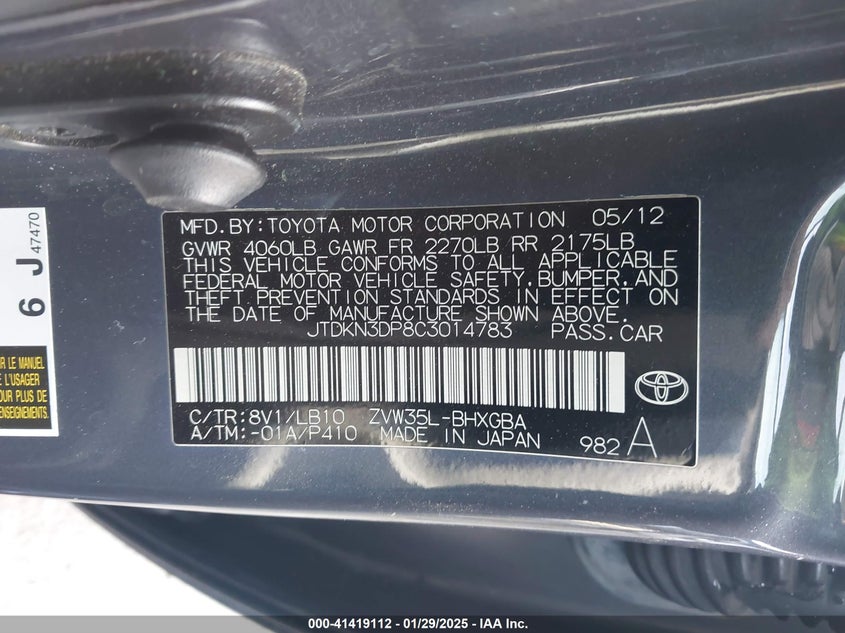 MFD.BY:TOYOTA MOTOR CORPORATION 05/12
GVWR 4060LB GAWR FR 2270LB RR 2175LB
THIS VEHICLE CONFORMS TO ALL APPLICABLE
FEDERAL MOTOR VEHICLE SAFETY,BUMPER,AND
THEFT PREVENTION STANDARDS IN EFFECT ON
THE DATE OF MANUFACTURE SHOWN ABOVE.
JTDKN3DP8C3014783 PASS.CAR
C/TR:8V1/LB10 ZVW35L-BHXGBA
A/TM:-01A/P410 MADE IN JAPAN
982 A
6 J 47470
LE MANUEL
L'USAGER
000-41419112 - 01/29/2025 - IAA Inc.